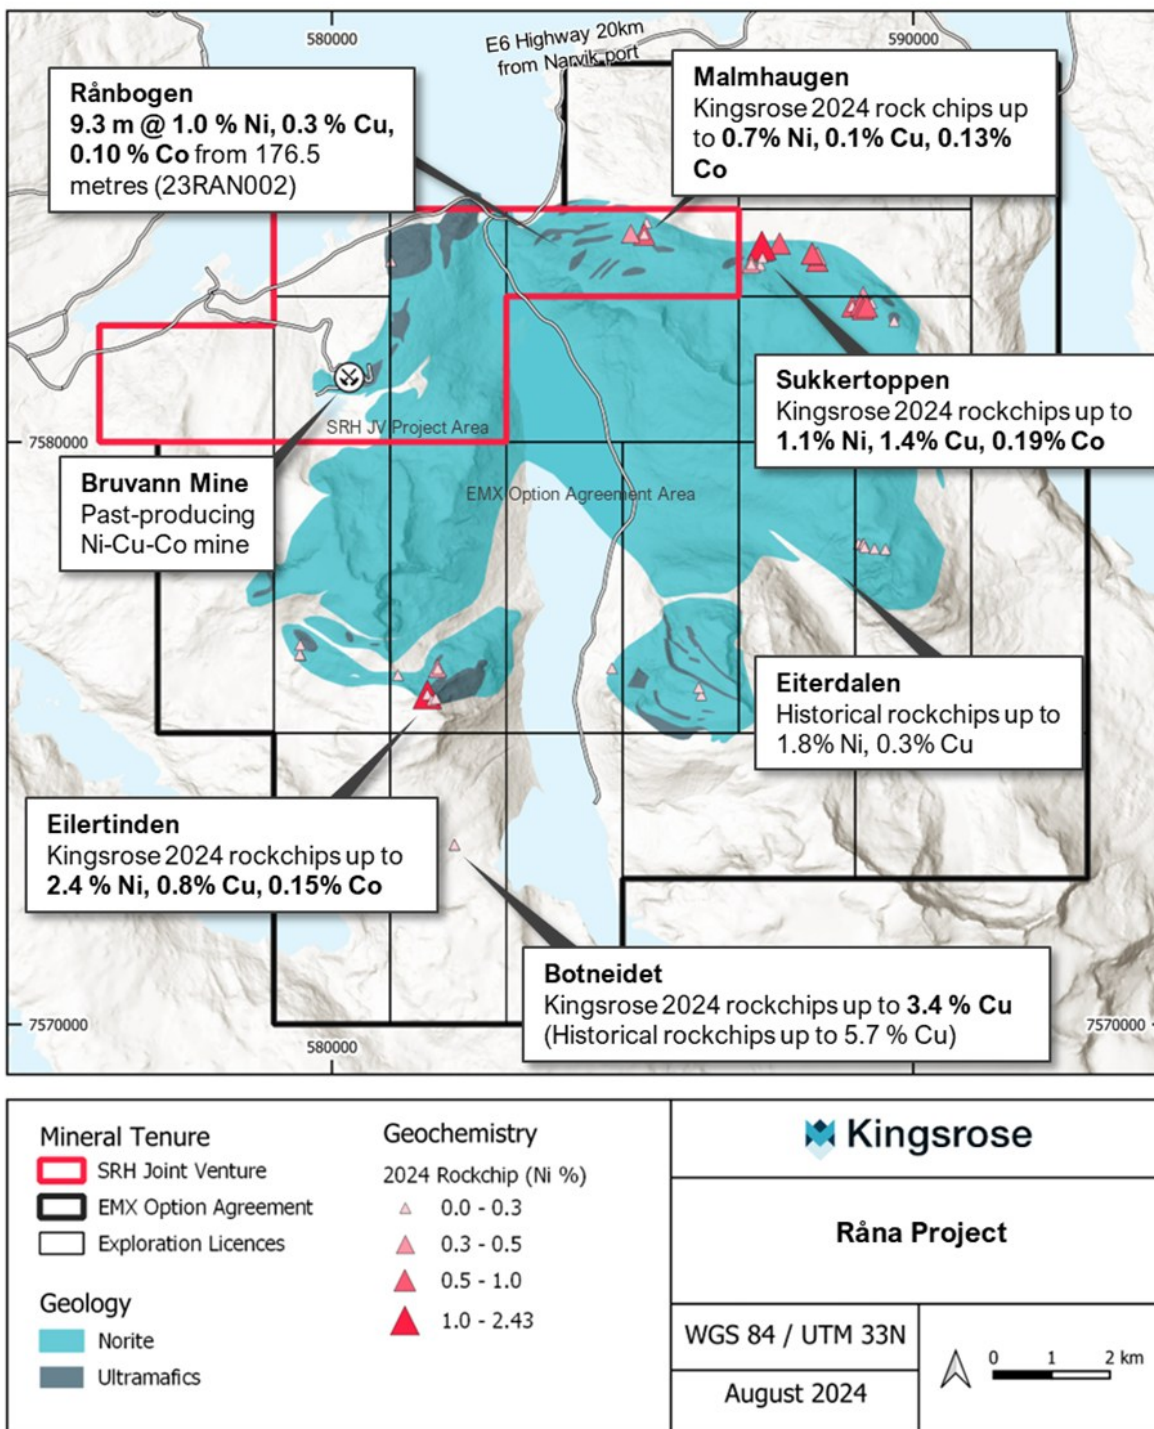 580000
E6 Highway 20km
from Narvik port
590000
Rånbogen
9.3 m @ 1.0 % Ni, 0.3 % Cu,
0.10 % Co from 176.5
metres (23RAN002)
Malmhaugen
Kingsrose 2024 rock chips up
to 0.7% Ni, 0.1% Cu, 0.13%
Co
Sukkertoppen
Kingsrose 2024 rockchips up to
1.1% Ni, 1.4% Cu, 0.19% Co
SRH JV Project Area
7580000
Bruvann Mine
Past-producing
Ni-Cu-Co mine
EMX Option Agreement Area
Eiterdalen
Historical rockchips up to
1.8% Ni, 0.3% Cu
Eilertinden
Kingsrose 2024 rockchips up to
2.4 % Ni, 0.8% Cu, 0.15% Co
Botneidet
Kingsrose 2024 rockchips up to 3.4 % Cu
(Historical rockchips up to 5.7 % Cu)
7570000
7570000
580000
Mineral Tenure
SRH Joint Venture
EMX Option Agreement
Exploration Licences
Geology
Norite
Ultramafics
Geochemistry
2024 Rockchip (Ni %)
0.0 - 0.3
0.3 - 0.5
0.5 - 1.0
1.0 - 2.43
Kingsrose
Råna Project
WGS 84 / UTM 33N
August 2024
0 1 2 km